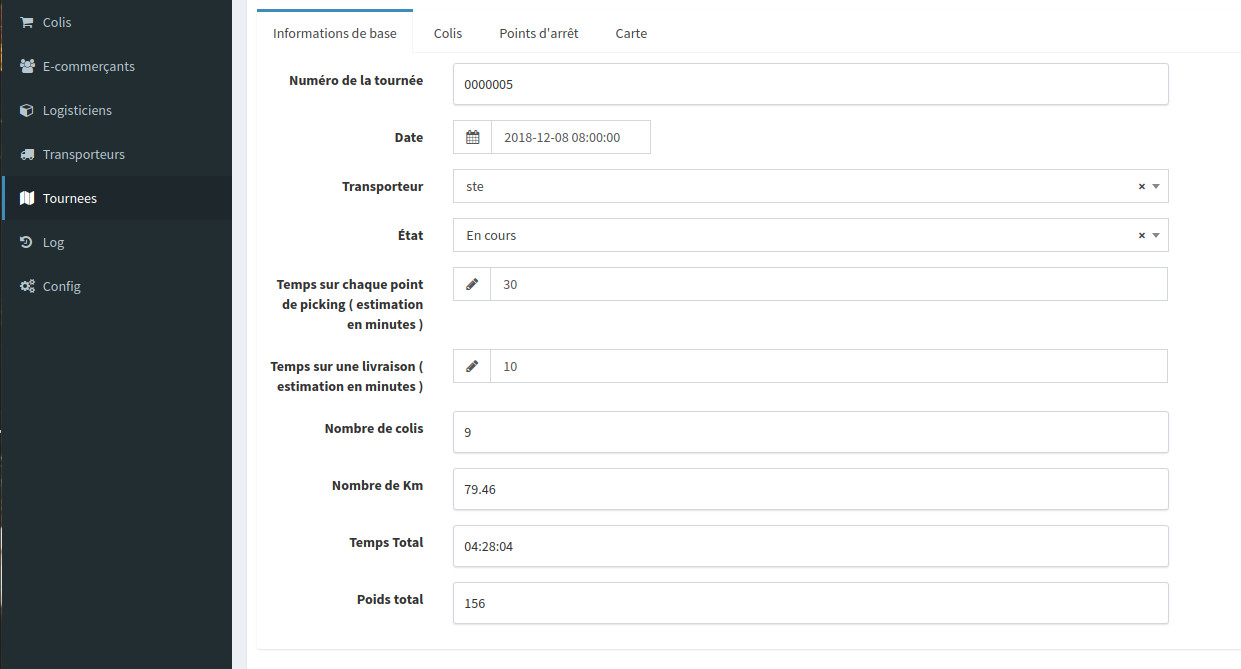 Colis
E-commerçants
Logisticiens
Transporteurs
Tournees
Log
Config
Informations de base
Colis
Points d'arrêt
Carte
Numéro de la tournée
0000005
Date
2018-12-08 08:00:00
Transporteur
ste
×
État
En cours
×
Temps sur chaque point
de picking ( estimation
en minutes )
30
Temps sur une livraison (
estimation en minutes )
10
Nombre de colis
9
Nombre de Km
79.46
Temps Total
04:28:04
Poids total
156